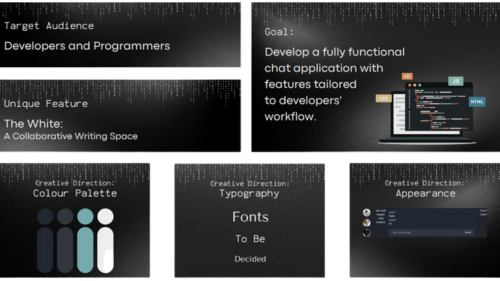 Target Audience
Developers and Programmers
Goal:
Develop a fully functional
chat application with
features tailored
to developers'
workflow.
JS
CSS
HTML
Unique Feature
The White:
A Collaborative Writing Space
Creative Direction:
Colour Palette
Creative Direction:
Typography
Fonts
To Be
Decided
Creative Direction:
Appearance